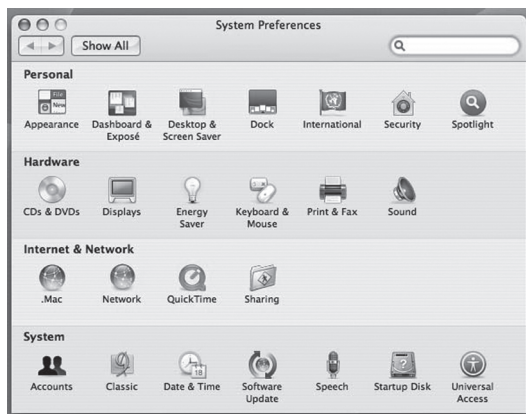 System Preferences
Show All
Personal
Appearance Dashboard & Exposé Desktop & Screen Saver Dock International Security Spotlight
Hardware
CDs & DVDs Displays Energy Saver Keyboard & Mouse Print & Fax Sound
Internet & Network
.Mac Network QuickTime Sharing
System
Accounts Classic Date & Time Software Update Speech Startup Disk Universal Access